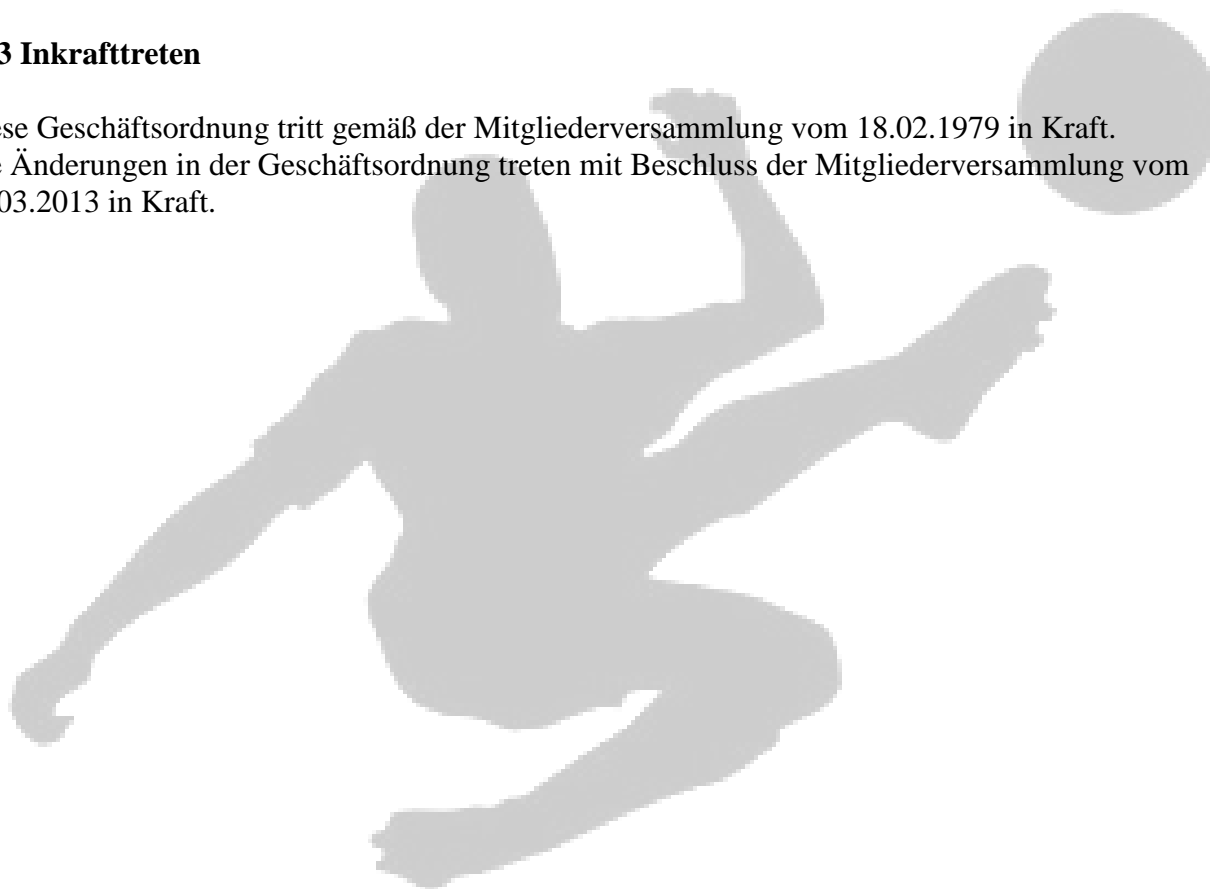 3 Inkrafttreten
ese Geschäftsordnung tritt gemäß der Mitgliederversammlung vom 18.02.1979 in Kraft.
e Änderungen in der Geschäftsordnung treten mit Beschluss der Mitgliederversammlung vom
.03.2013 in Kraft.